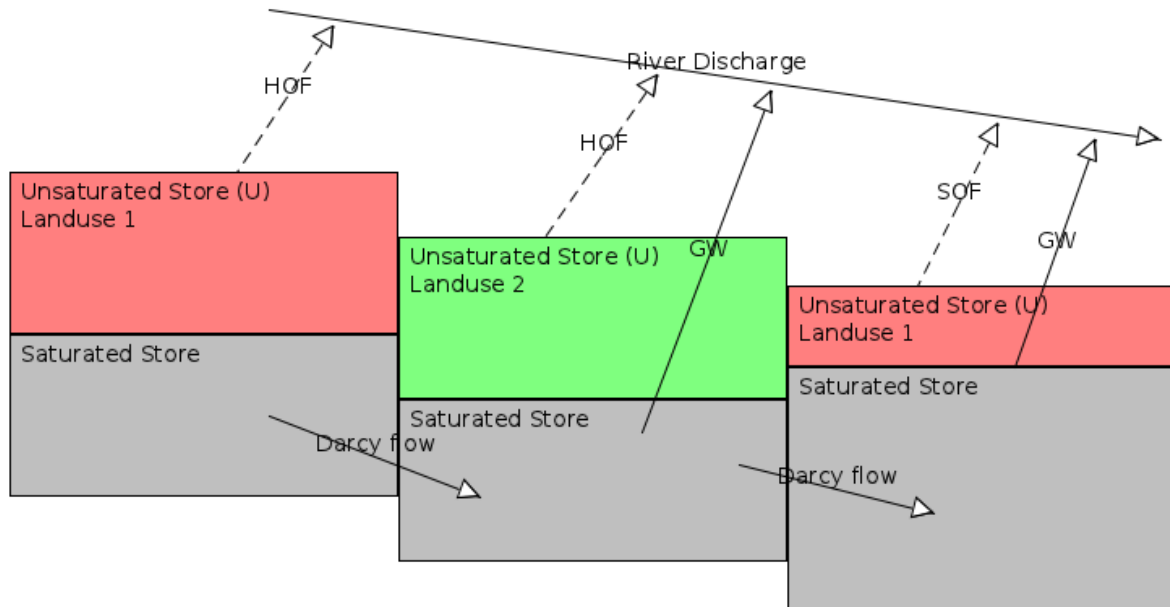 River Discharge
HOF
HOF
SOF
Unsaturated Store (U)
Landuse 1
Unsaturated Store (U)
Landuse 2
GW
GW
Unsaturated Store (U)
Landuse 1
Saturated Store
Saturated Store
Saturated Store
Darcy flow
Darcy flow